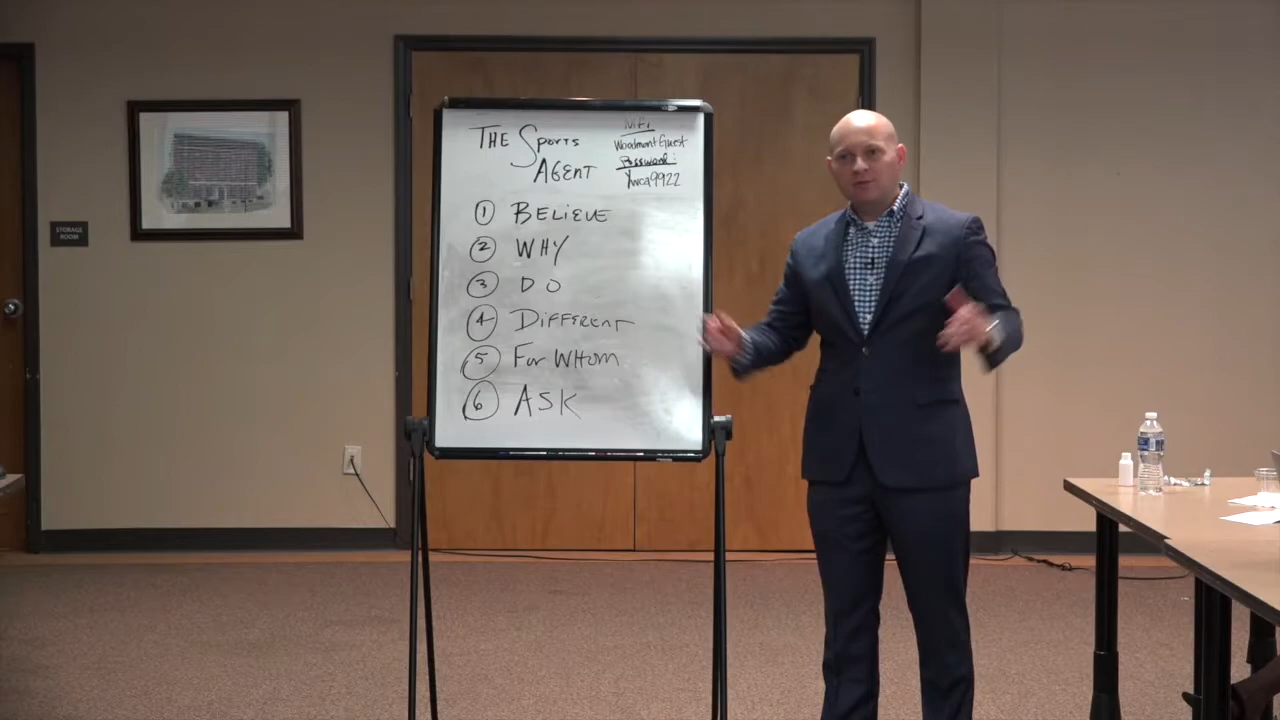 THE Sports
AGENT
WiFi
Woodmont Guest
Password:
Ywca9922
1 BELIEVE
2 WHY
3 DO
4 DIFFERENT
5 For WHOM
6 ASK
STORAGE
ROOM